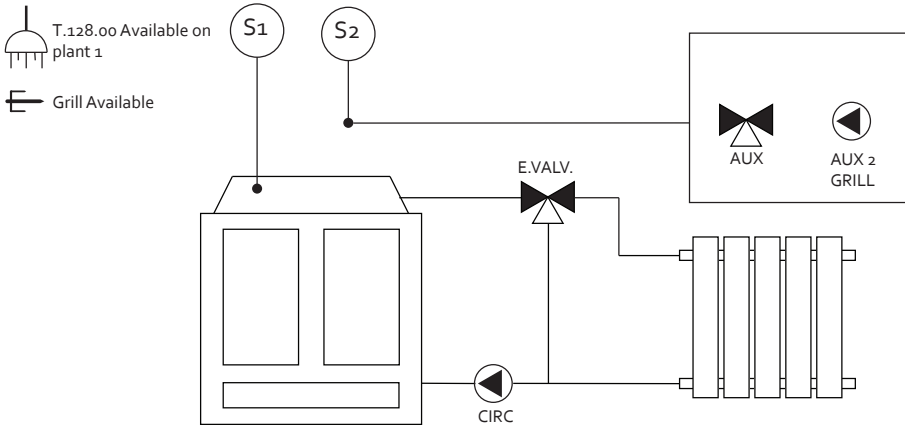 T.128.00 Available on
plant 1
Grill Available
S1
S2
AUX
AUX 2
GRILL
E.VALV.
CIRC